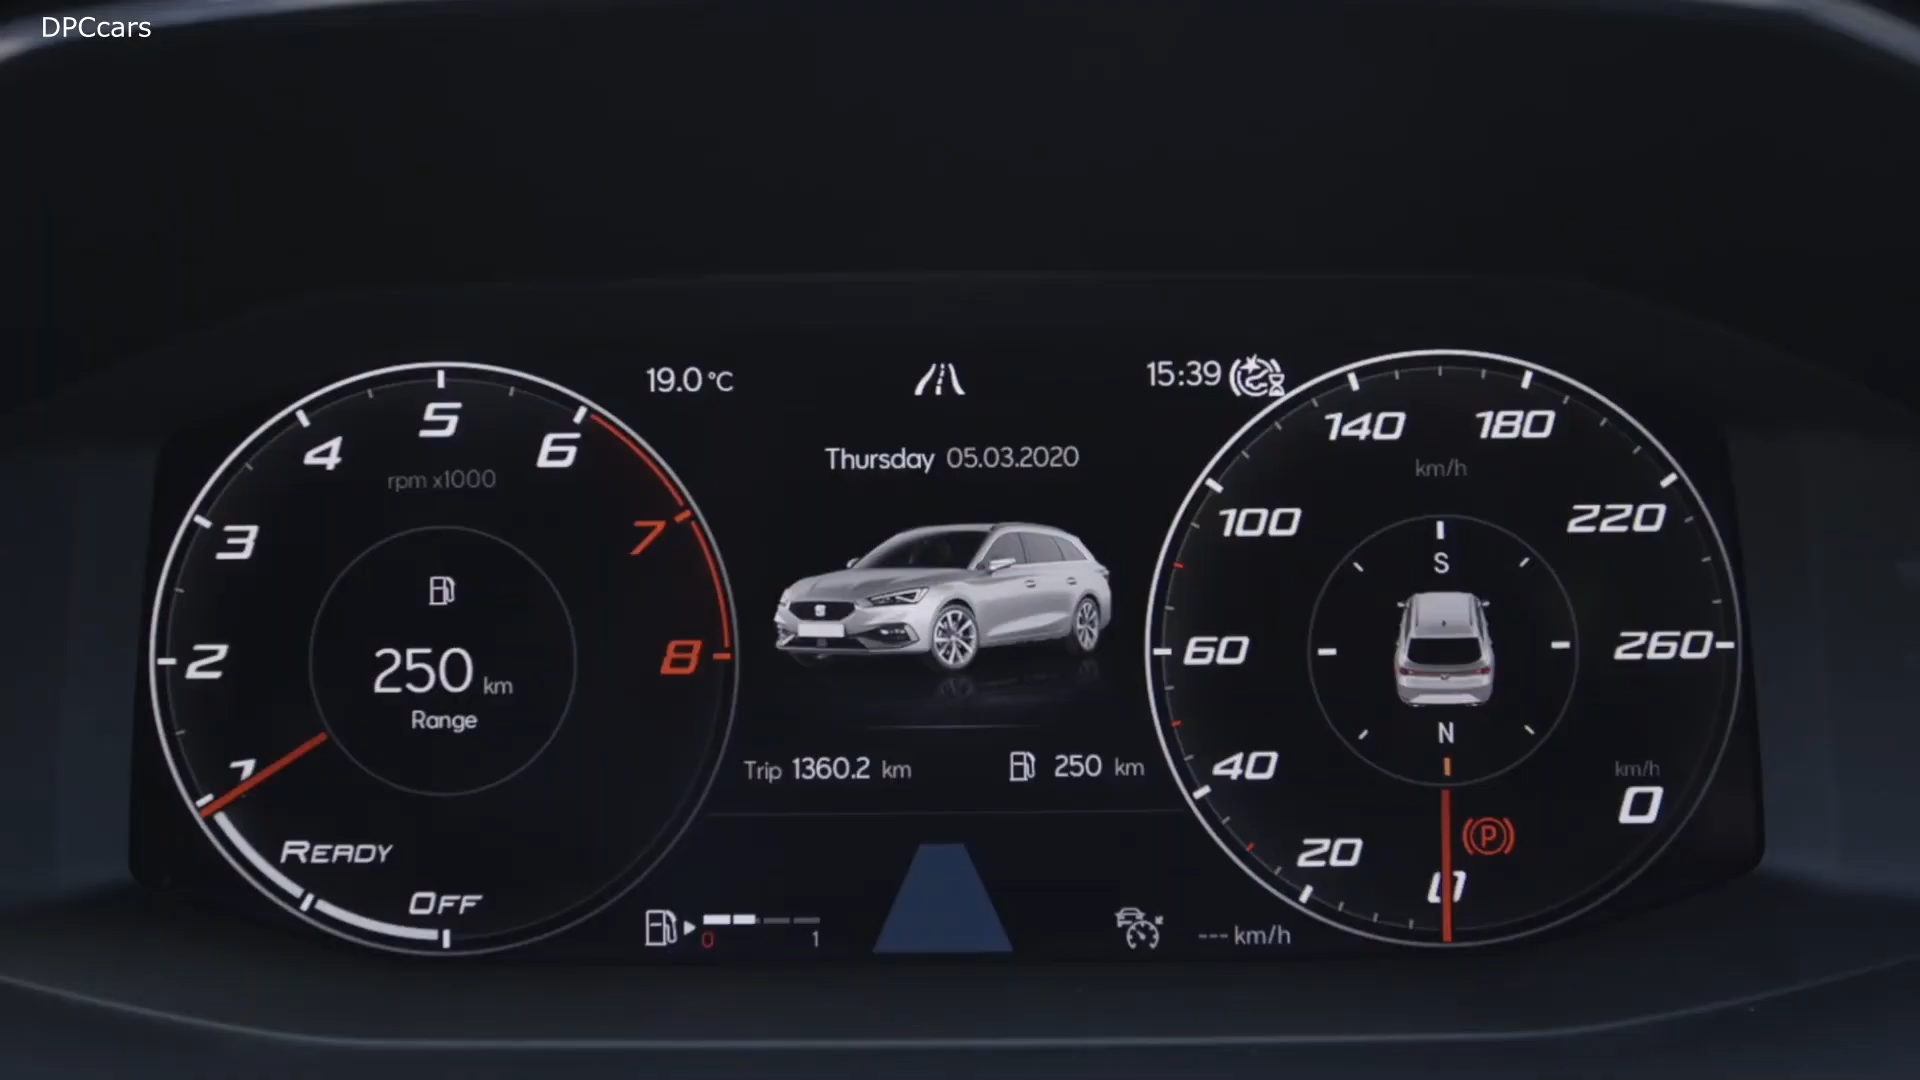 DPCcars
19.0 °C
15:39
Thursday 05.03.2020
1
2
3
4
5
6
7
8
rpm x1000
250 km
Range
READY
OFF
Trip 1360.2 km
250 km
0
1
--- km/h
0
20
40
60
100
140
180
220
260
km/h
S
N
km/h
0
P